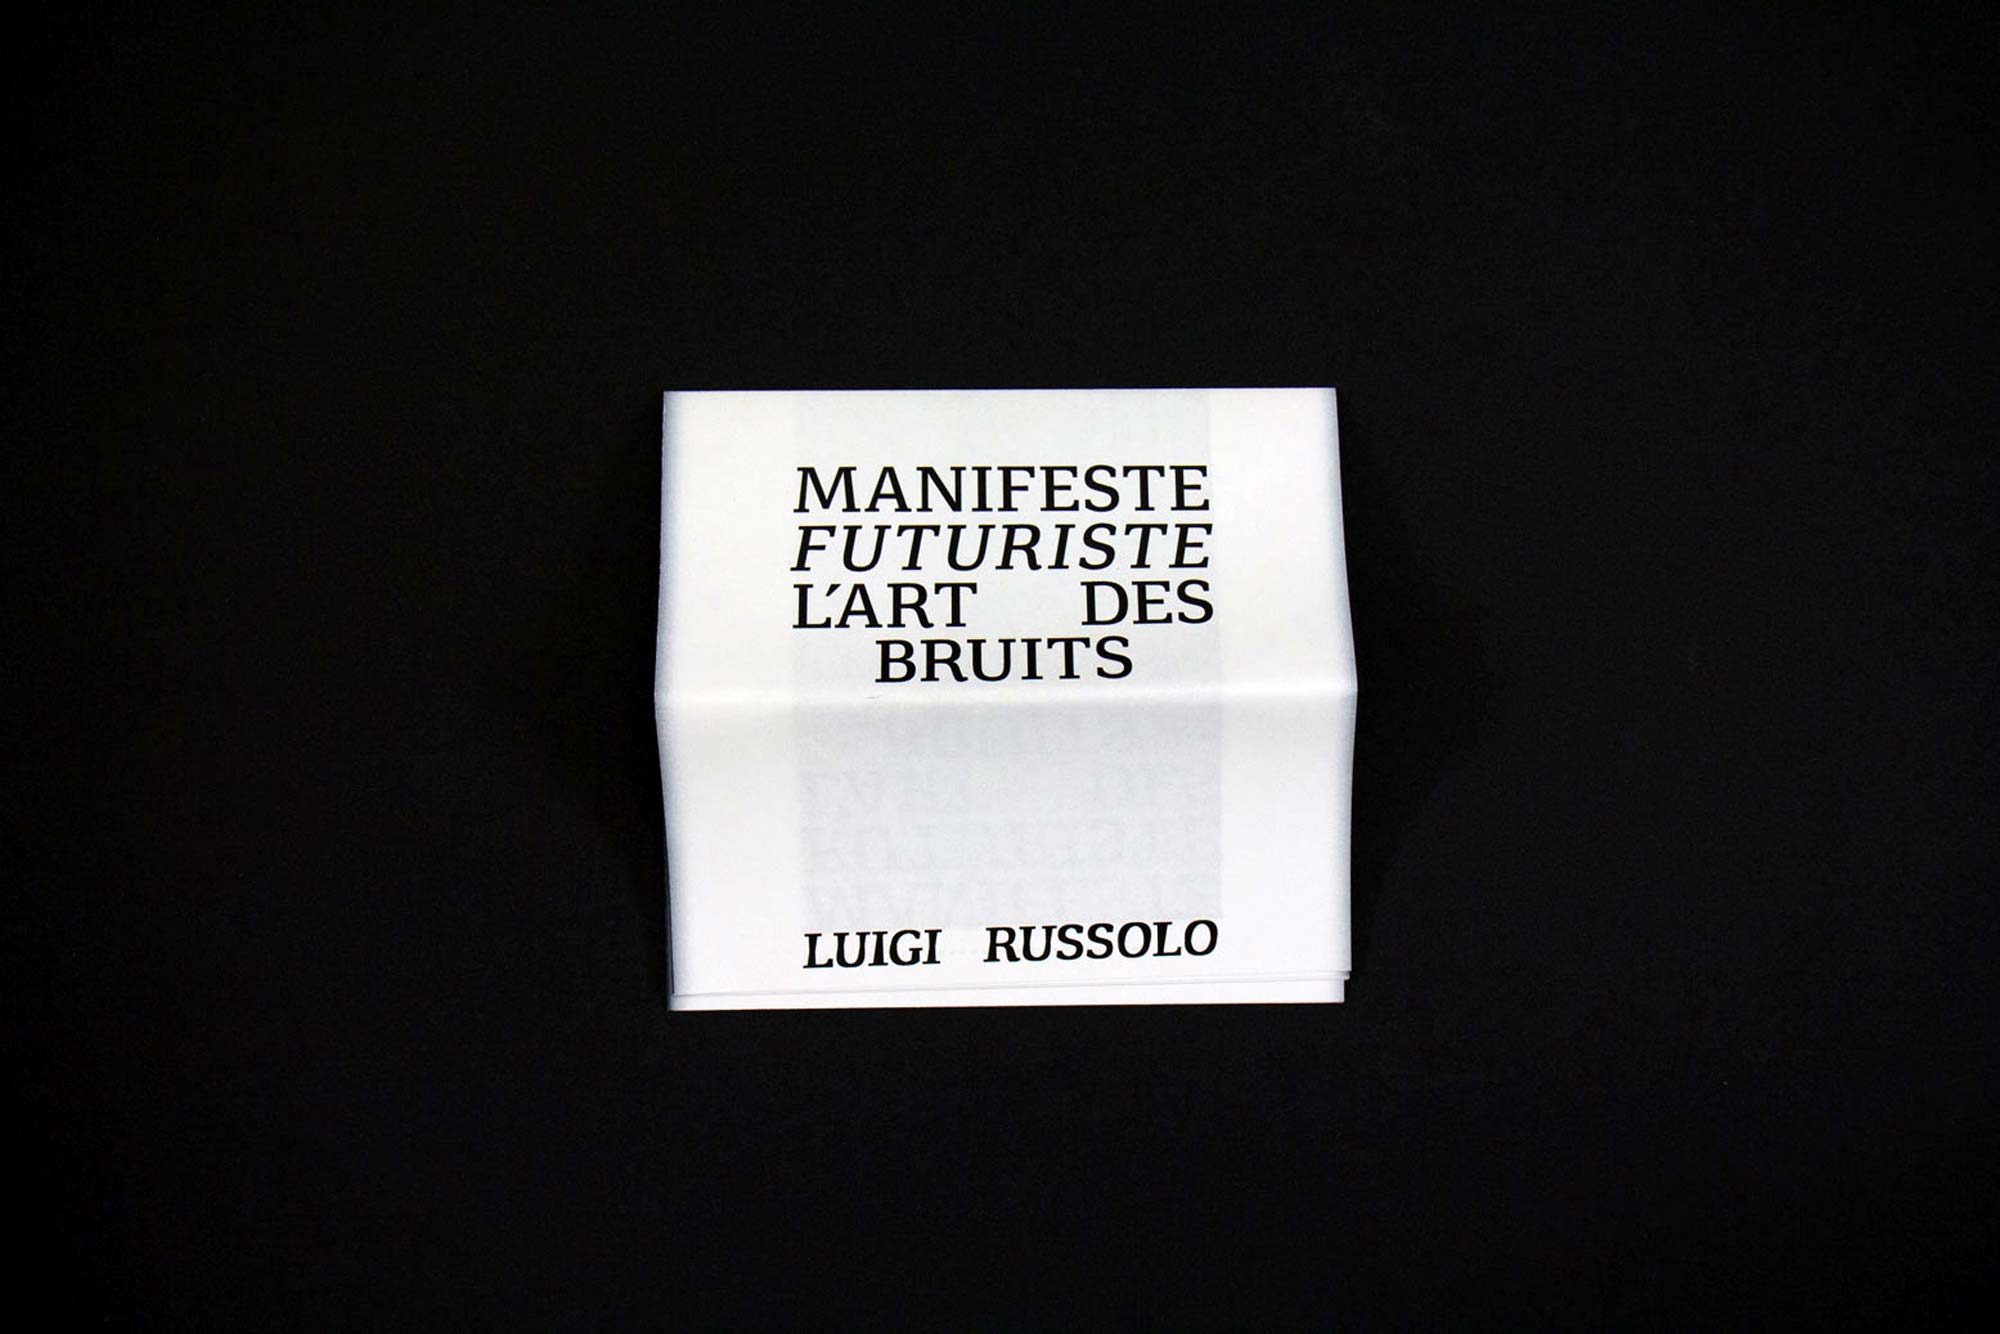 MANIFESTE
FUTURISTE
L'ART DES
BRUITS
LUIGI RUSSOLO